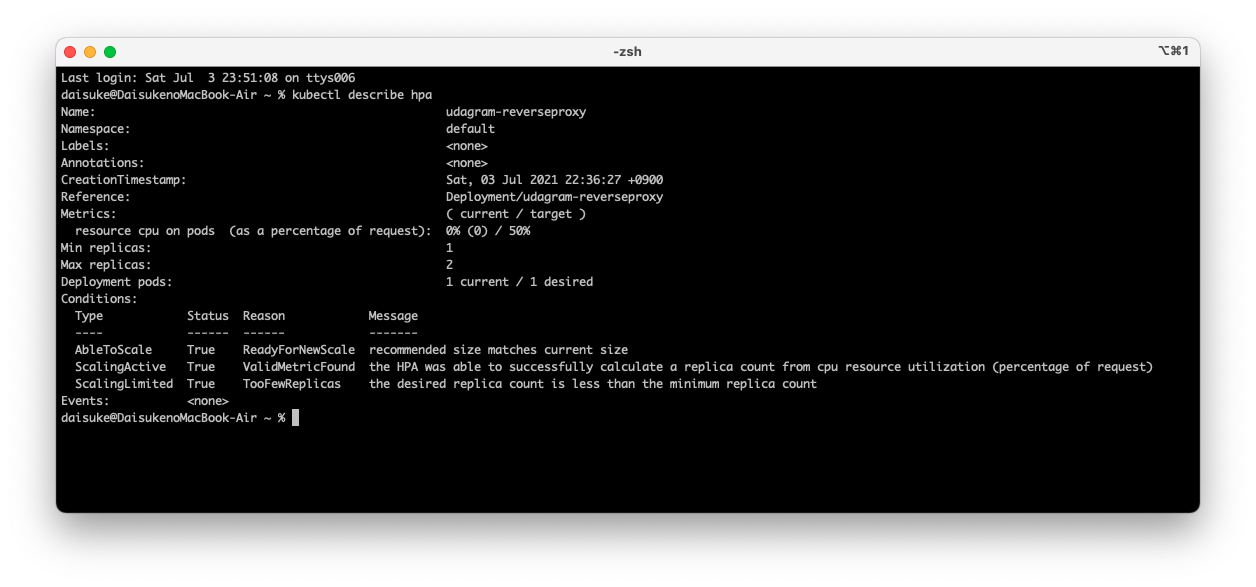 -zsh
⌥⌘1
Last login: Sat Jul  3 23:51:08 on ttys006
daisuke@DaisukenoMacBook-Air ~ % kubectl describe hpa
Name:                                                  udagram-reverseproxy
Namespace:                                             default
Labels:                                                <none>
Annotations:                                           <none>
CreationTimestamp:                                     Sat, 03 Jul 2021 22:36:27 +0900
Reference:                                             Deployment/udagram-reverseproxy
Metrics:                                               ( current / target )
  resource cpu on pods  (as a percentage of request):  0% (0) / 50%
Min replicas:                                          1
Max replicas:                                          2
Deployment pods:                                       1 current / 1 desired
Conditions:
  Type            Status  Reason            Message
  ----            ------  ------            -------
  AbleToScale     True    ReadyForNewScale  recommended size matches current size
  ScalingActive   True    ValidMetricFound  the HPA was able to successfully calculate a replica count from cpu resource utilization (percentage of request)
  ScalingLimited  True    TooFewReplicas    the desired replica count is less than the minimum replica count
Events:           <none>
daisuke@DaisukenoMacBook-Air ~ %